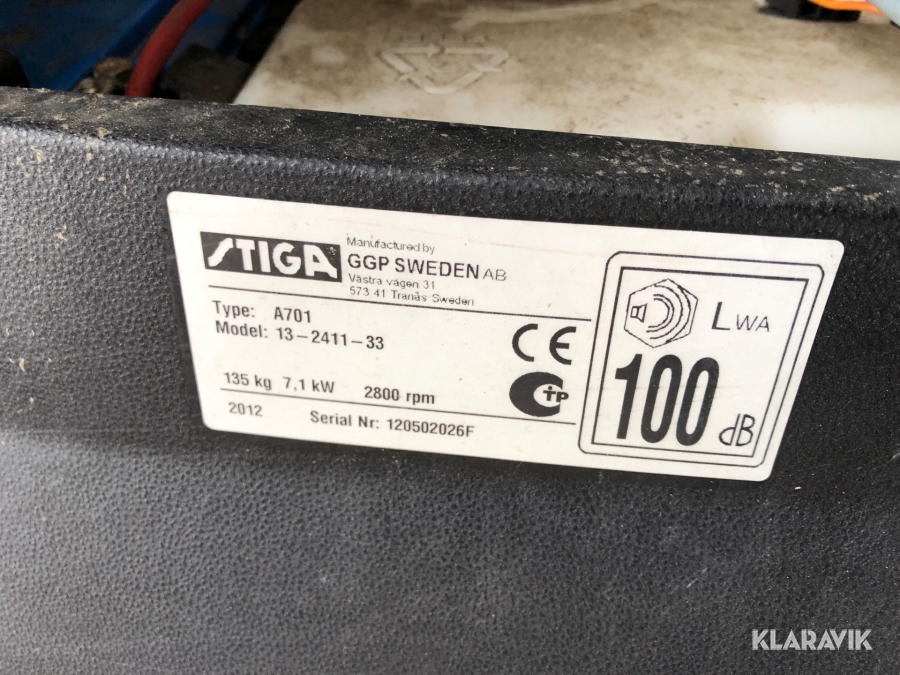 STIGA
Manufactured by
GGP SWEDEN AB
Västra vägen 31
573 41 Tranås Sweden
Type: A701
Model: 13-2411-33
135 kg 7,1 kW 2800 rpm
2012 Serial Nr: 120502026F
CE
CTP
LWA
100 dB
KLARAVIK